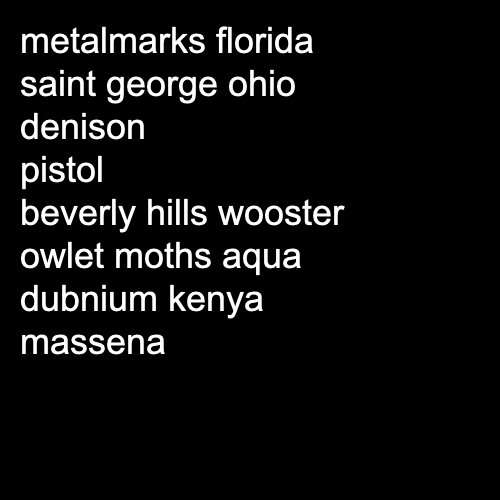 metalmarks florida
saint george ohio
denison
pistol
beverly hills wooster
owlet moths aqua
dubnium kenya
massena